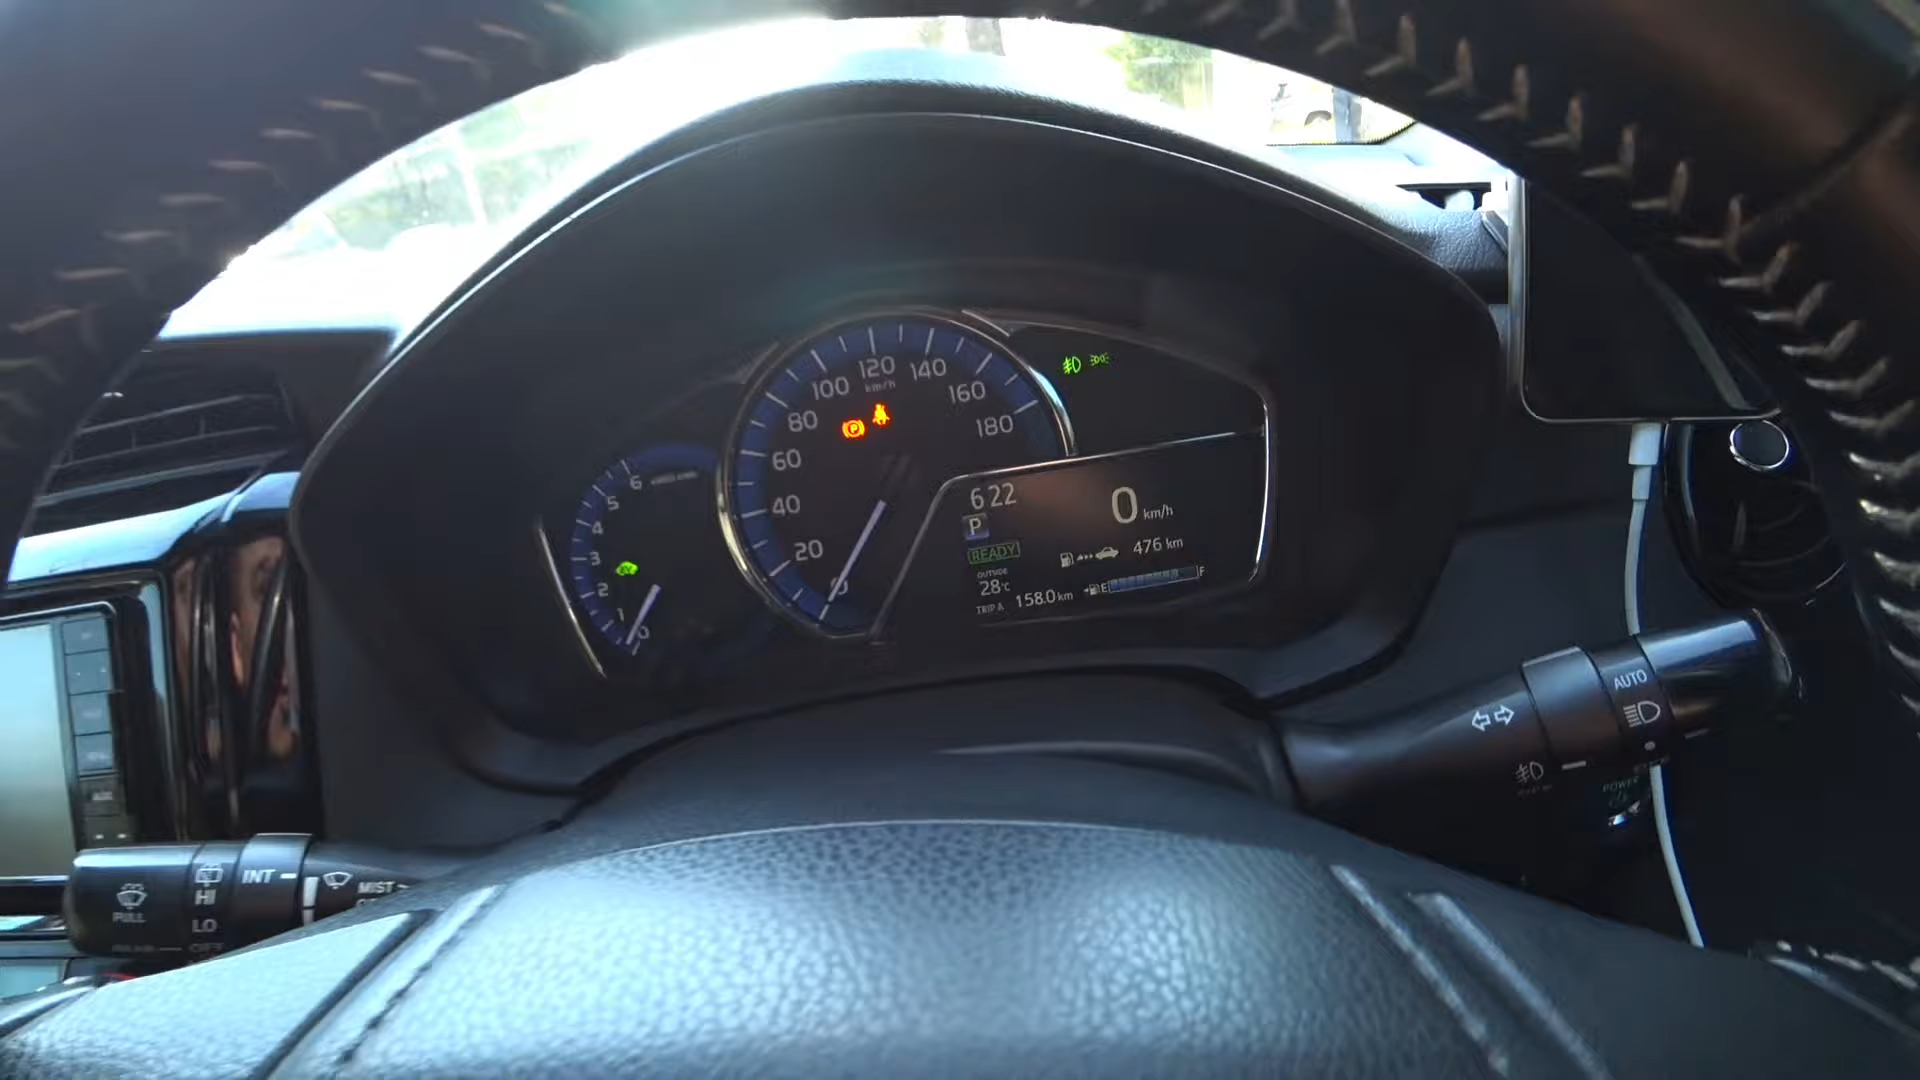 120
100
140
km/h
160
80
180
60
40
20
0
6
5
4
3
2
1
0
P
EV
6 22
0 km/h
P
READY
476 km
OUTSIDE
28°C
E
F
TRIP A 158.0 km
AUTO
POWER
INT
MIST
HI
PULL
LO
OFF